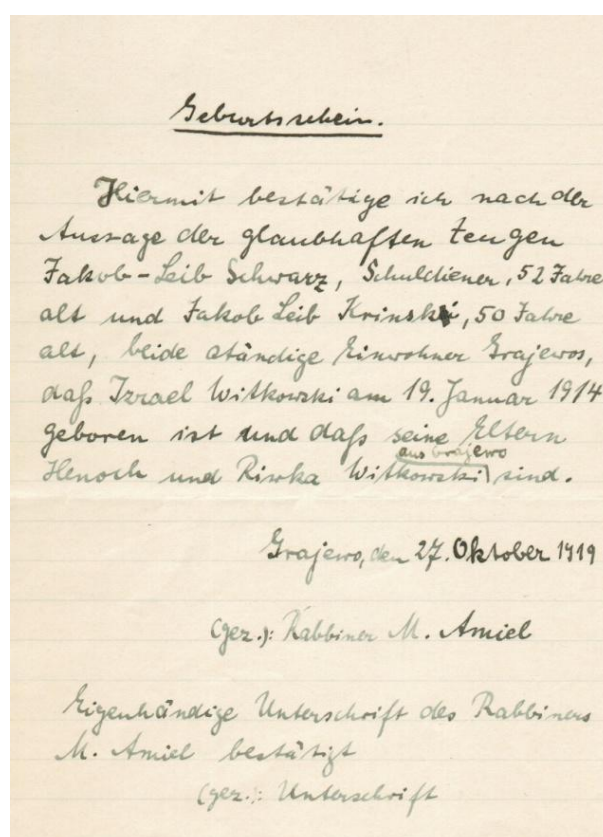 Geburtsschein.
Hiermit bestätige ich nach der
Aussage der glaubhaften Zeugen
Jakob-Leib Schwarz, Schuldiener, 52 Jahre
alt und Jakob Leib Krinski, 50 Jahre
alt, beide ständige Einwohner Grajewos,
daß Izrael Witkowski am 19. Januar 1914
geboren ist und daß seine Eltern
aus Grajewo
Henoch und Riwka Witkowski sind.
Grajewo, den 27. Oktober 1919
(gez.): Rabbiner M. Amiel
Eigenhändige Unterschrift des Rabbiners
M. Amiel bestätigt
(gez.): Unterschrift